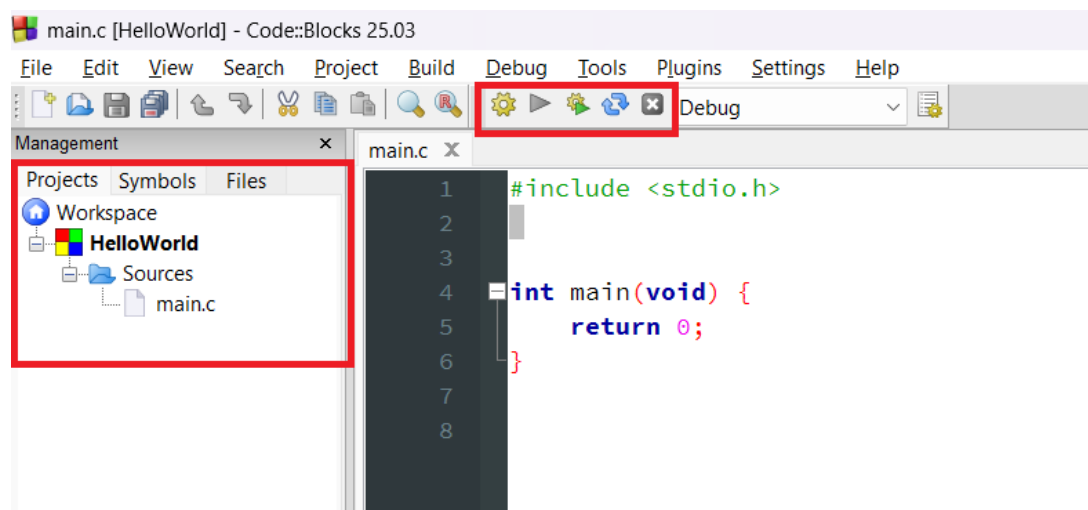 main.c [HelloWorld] - Code::Blocks 25.03
File Edit View Search Project Build Debug Tools Plugins Settings Help
Debug
Management
Projects Symbols Files
Workspace
HelloWorld
Sources
main.c
main.c
1 #include <stdio.h>
2
3
4 int main(void) {
5 return 0;
6 }
7
8